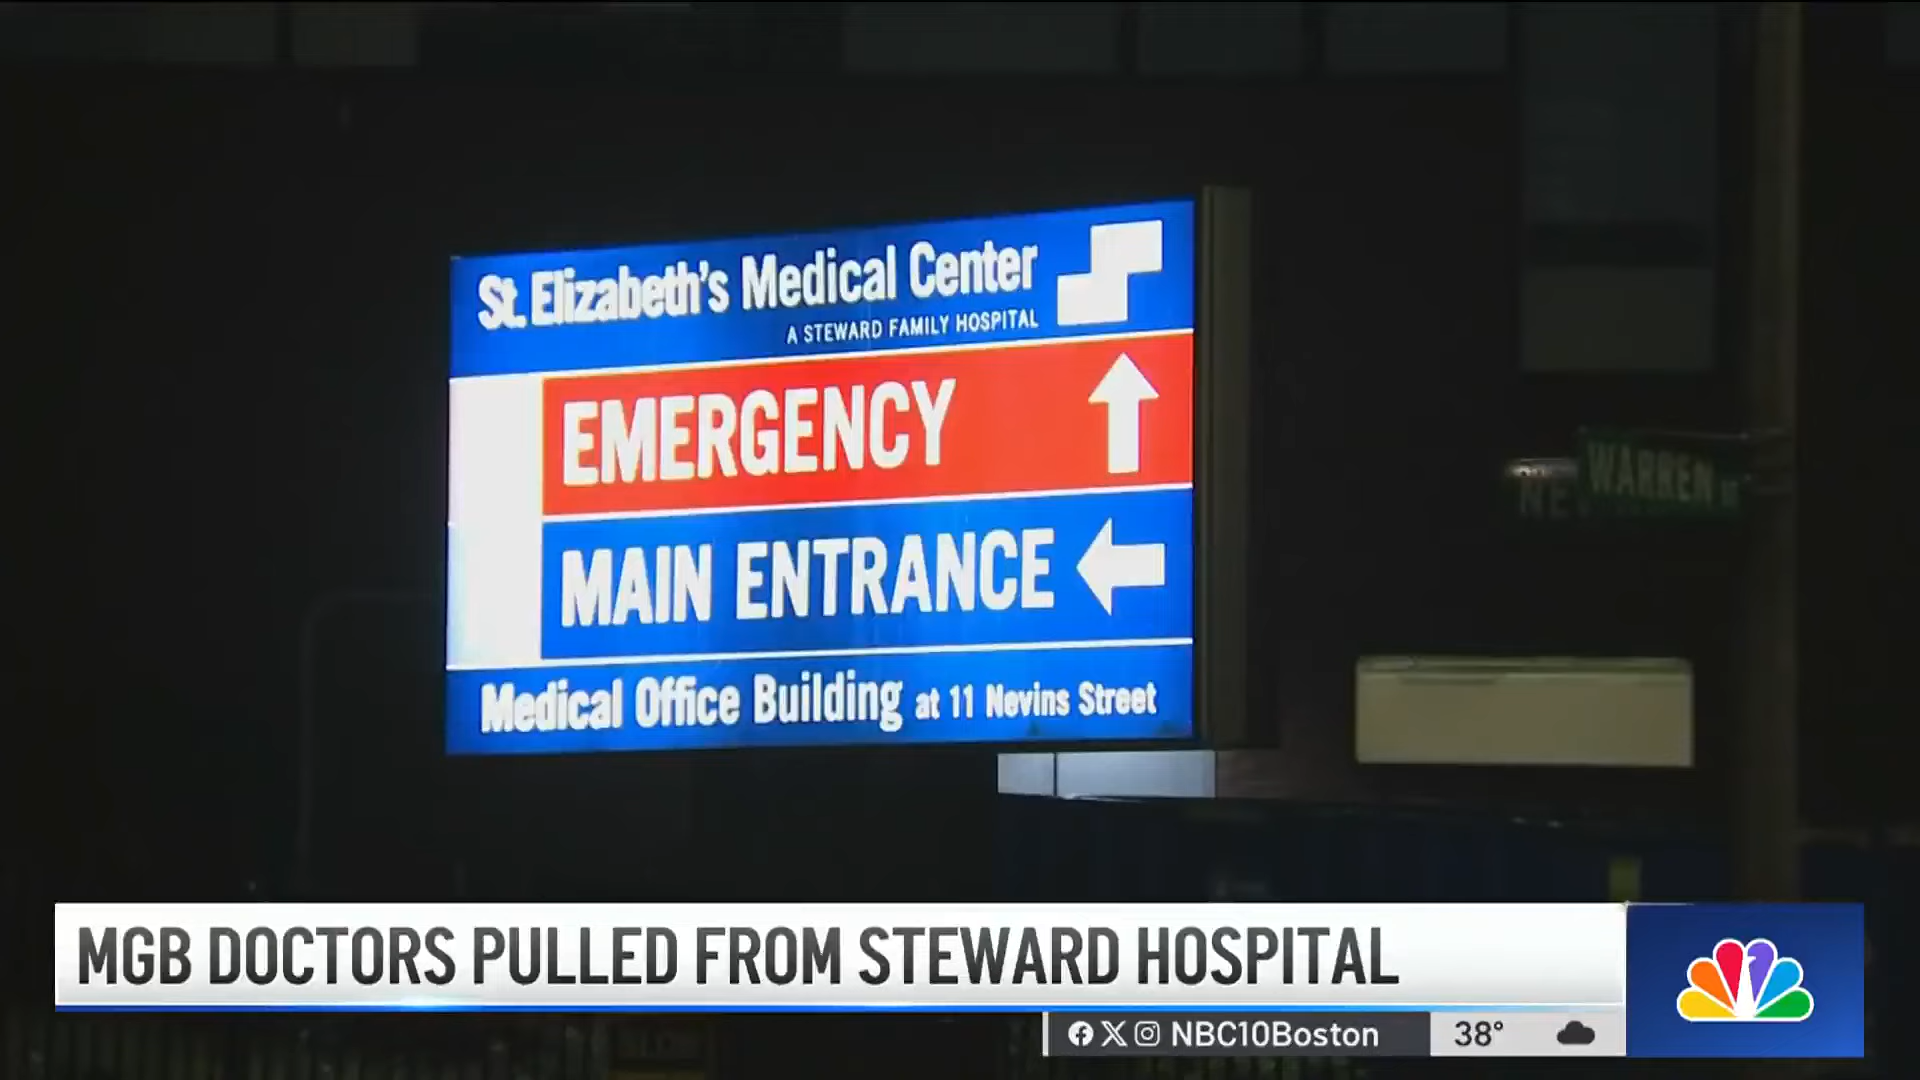 St. Elizabeth's Medical Center
A STEWARD FAMILY HOSPITAL
EMERGENCY
MAIN ENTRANCE
Medical Office Building at 11 Nevins Street
WARREN
MGB DOCTORS PULLED FROM STEWARD HOSPITAL
NBC10Boston
38°